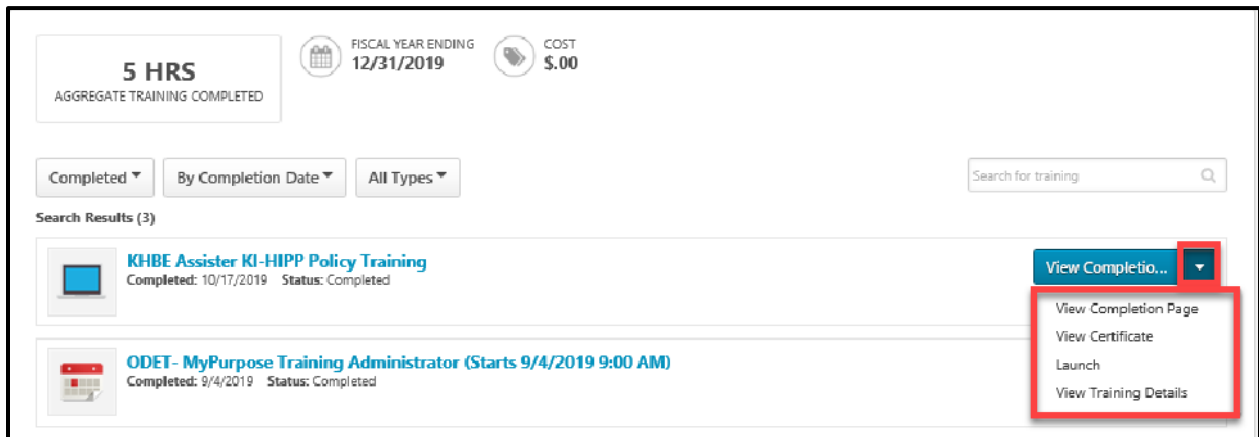 5 HRS
AGGREGATE TRAINING COMPLETED
FISCAL YEAR ENDING
12/31/2019
COST
$.00
Completed
By Completion Date
All Types
Search for training
Search Results (3)
KHBE Assister KI-HIPP Policy Training
Completed: 10/17/2019 Status: Completed
View Completio...
View Completion Page
View Certificate
Launch
View Training Details
ODET- MyPurpose Training Administrator (Starts 9/4/2019 9:00 AM)
Completed: 9/4/2019 Status: Completed